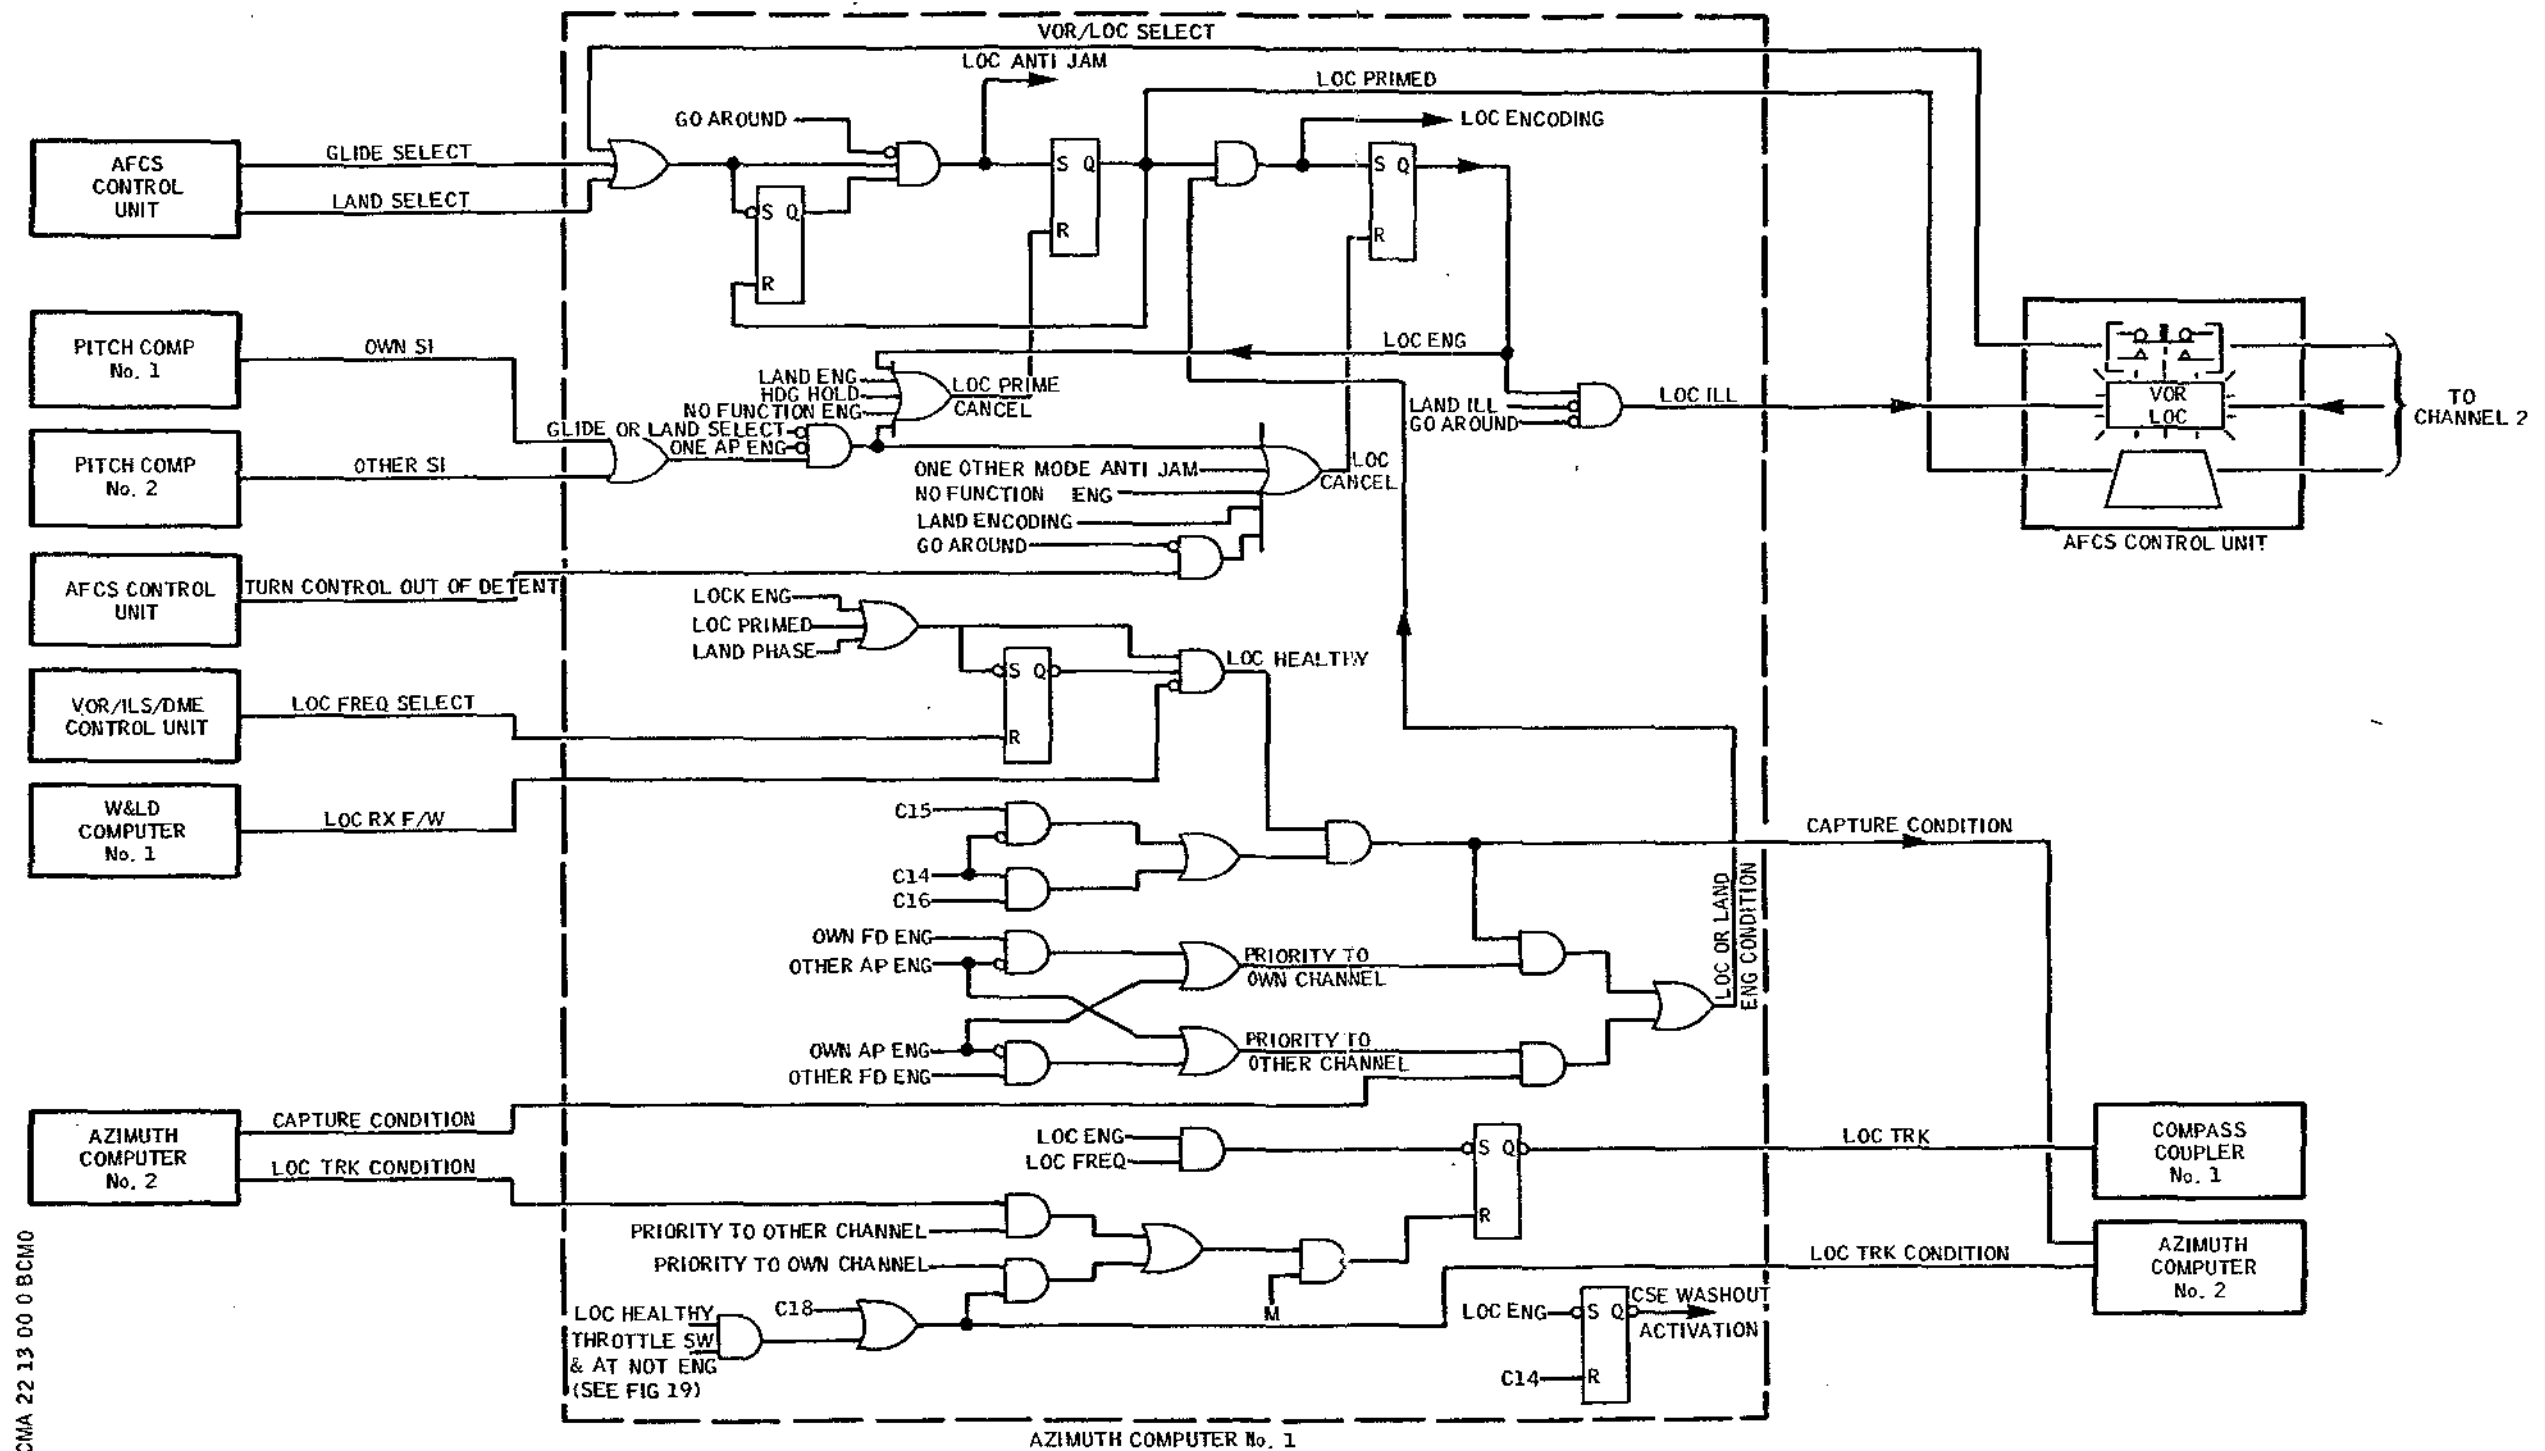 VOR/LOC SELECT
LOC ANTI JAM
LOC PRIMED
GO AROUND
LOC ENCODING
AFCS
CONTROL
UNIT
GLIDE SELECT
LAND SELECT
S Q
R
S Q
R
S Q
R
PITCH COMP
No. 1
OWN SI
PITCH COMP
No. 2
OTHER SI
LOC ENG
LAND ENG
HDG HOLD
NO FUNCTION ENG
LOC PRIME
CANCEL
GLIDE OR LAND SELECT
ONE AP ENG
LAND ILL
GO AROUND
LOC ILL
VOR
LOC
TO
CHANNEL 2
AFCS CONTROL UNIT
ONE OTHER MODE ANTI JAM
NO FUNCTION ENG
LOC
CANCEL
LAND ENCODING
GO AROUND
AFCS CONTROL
UNIT
TURN CONTROL OUT OF DETENT
LOCK ENG
LOC PRIMED
LAND PHASE
S Q
R
LOC HEALTHY
VOR/ILS/DME
CONTROL UNIT
LOC FREQ SELECT
W&LD
COMPUTER
No. 1
LOC RX F/W
C15
C14
C16
CAPTURE CONDITION
OWN FD ENG
OTHER AP ENG
PRIORITY TO
OWN CHANNEL
LOC OR LAND
ENG CONDITION
OWN AP ENG
OTHER FD ENG
PRIORITY TO
OTHER CHANNEL
AZIMUTH
COMPUTER
No. 2
CAPTURE CONDITION
LOC TRK CONDITION
LOC ENG
LOC FREQ
S Q
R
LOC TRK
COMPASS
COUPLER
No. 1
PRIORITY TO OTHER CHANNEL
PRIORITY TO OWN CHANNEL
M
LOC TRK CONDITION
AZIMUTH
COMPUTER
No. 2
LOC HEALTHY
THROTTLE SW
& AT NOT ENG
(SEE FIG 19)
C18
LOC ENG
S Q
R
C14
CSE WASHOUT
ACTIVATION
AZIMUTH COMPUTER No. 1
CMA 22 13 00 0 BCM0